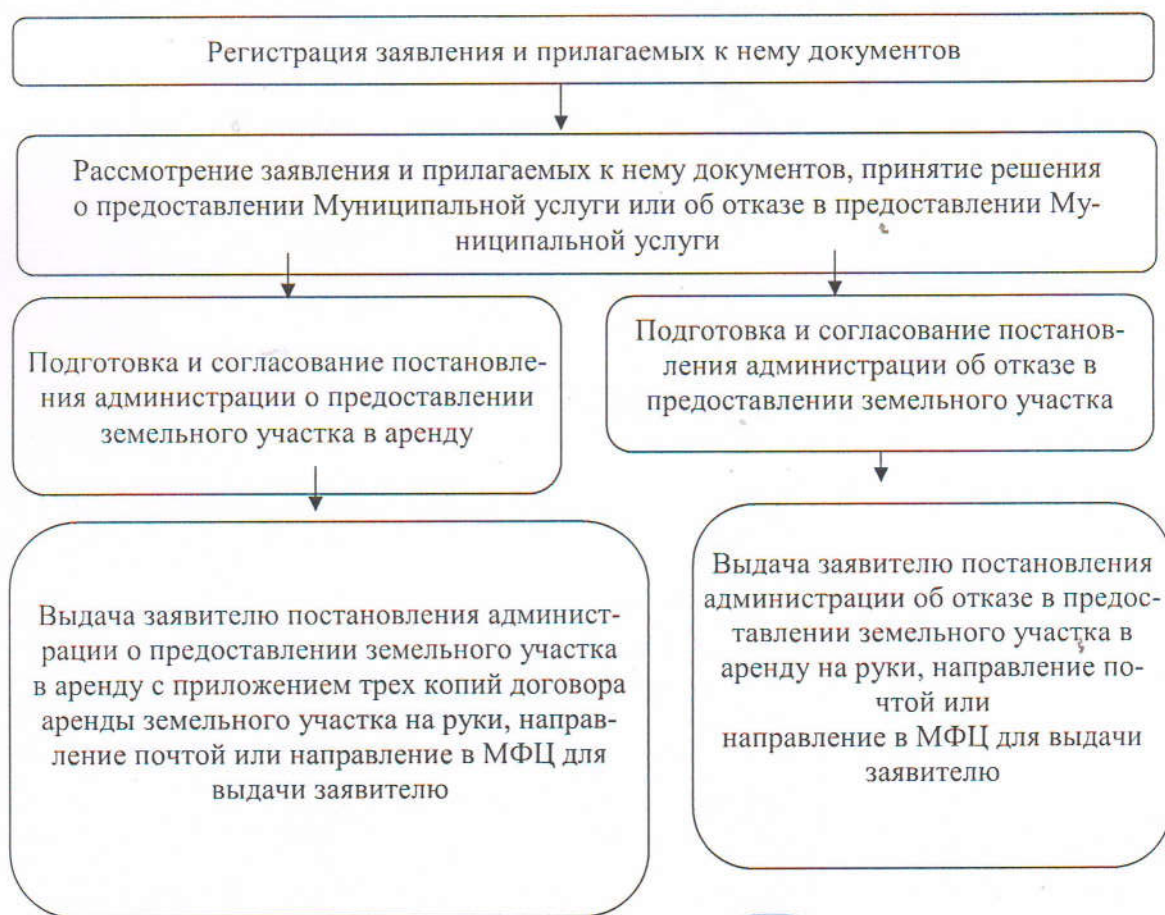 Регистрация заявления и прилагаемых к нему документов
Рассмотрение заявления и прилагаемых к нему документов, принятие решения
о предоставлении Муниципальной услуги или об отказе в предоставлении Му-
ниципальной услуги
Подготовка и согласование постановле-
ния администрации о предоставлении
земельного участка в аренду
Подготовка и согласование постанов-
ления администрации об отказе в
предоставлении земельного участка
Выдача заявителю постановления админист-
рации о предоставлении земельного участка
в аренду с приложением трех копий договора
аренды земельного участка на руки, направ-
ление почтой или направление в МФЦ для
выдачи заявителю
Выдача заявителю постановления
администрации об отказе в предос-
тавлении земельного участка в
аренду на руки, направление по-
чтой или
направление в МФЦ для выдачи
заявителю